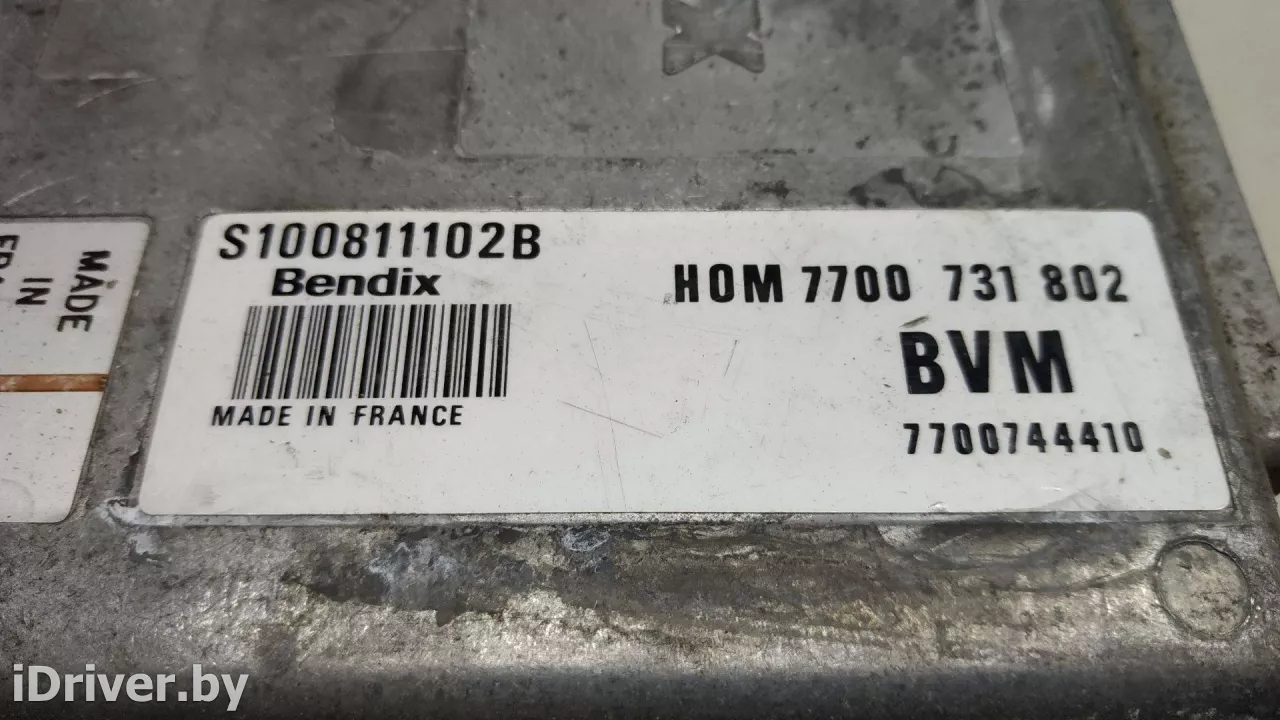 S100811102B
Bendix
MADE IN FRANCE
HOM 7700 731 802
BVM
7700744410
MADE
IN
iDriver.by